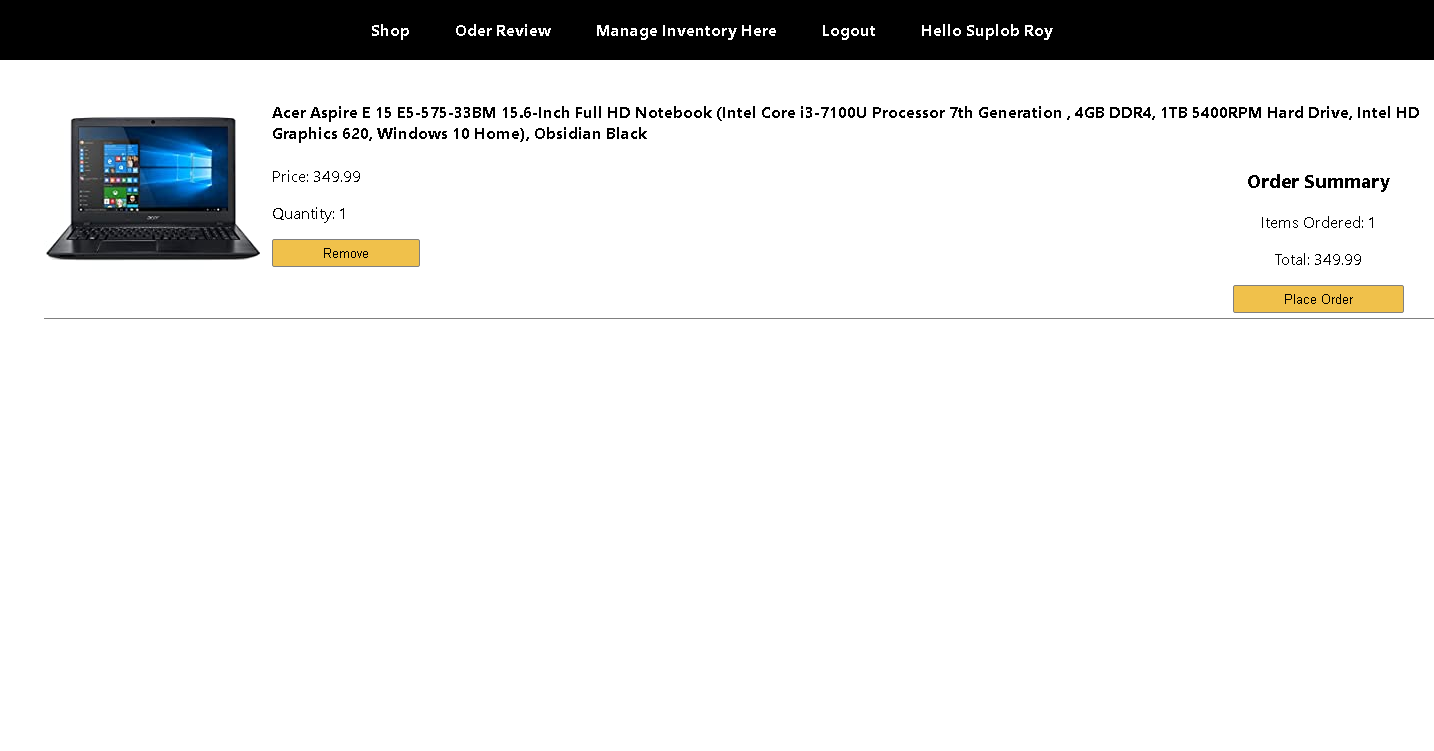 Shop Oder Review Manage Inventory Here Logout Hello Suplob Roy
Acer Aspire E 15 E5-575-33BM 15.6-Inch Full HD Notebook (Intel Core i3-7100U Processor 7th Generation , 4GB DDR4, 1TB 5400RPM Hard Drive, Intel HD
Graphics 620, Windows 10 Home), Obsidian Black
Price: 349.99
Quantity: 1
Remove
Order Summary
Items Ordered: 1
Total: 349.99
Place Order
acer